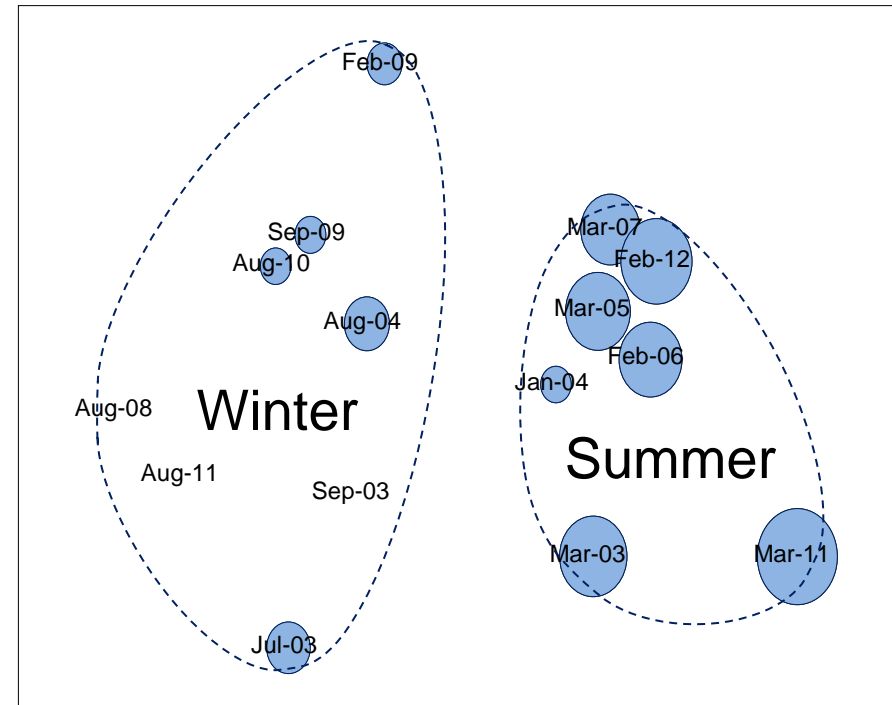 Feb-09
Sep-09
Aug-10
Aug-04
Aug-08
Winter
Aug-11
Sep-03
Jul-03
Mar-07
Feb-12
Mar-05
Feb-06
Jan-04
Summer
Mar-03
Mar-11